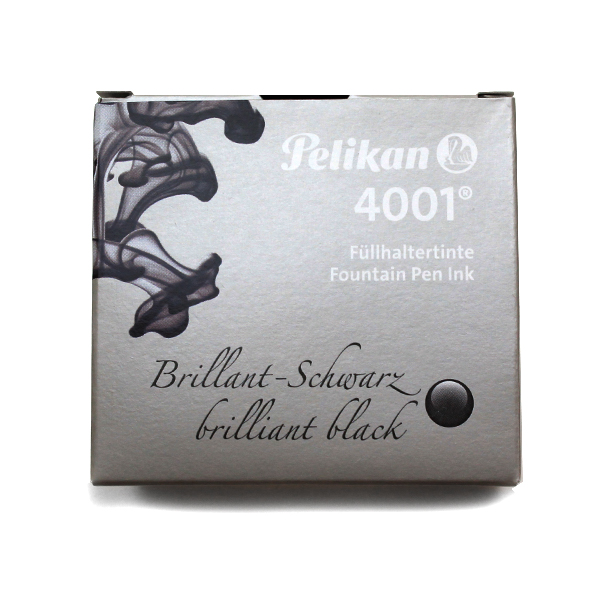 Pelikan
4001®
Füllhaltertinte
Fountain Pen Ink
Brillant-Schwarz
brilliant black